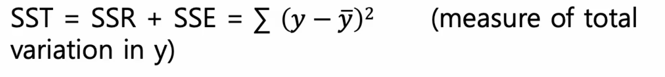 SST = SSR + SSE = ∑ (y − ȳ)² (measure of total
variation in y)